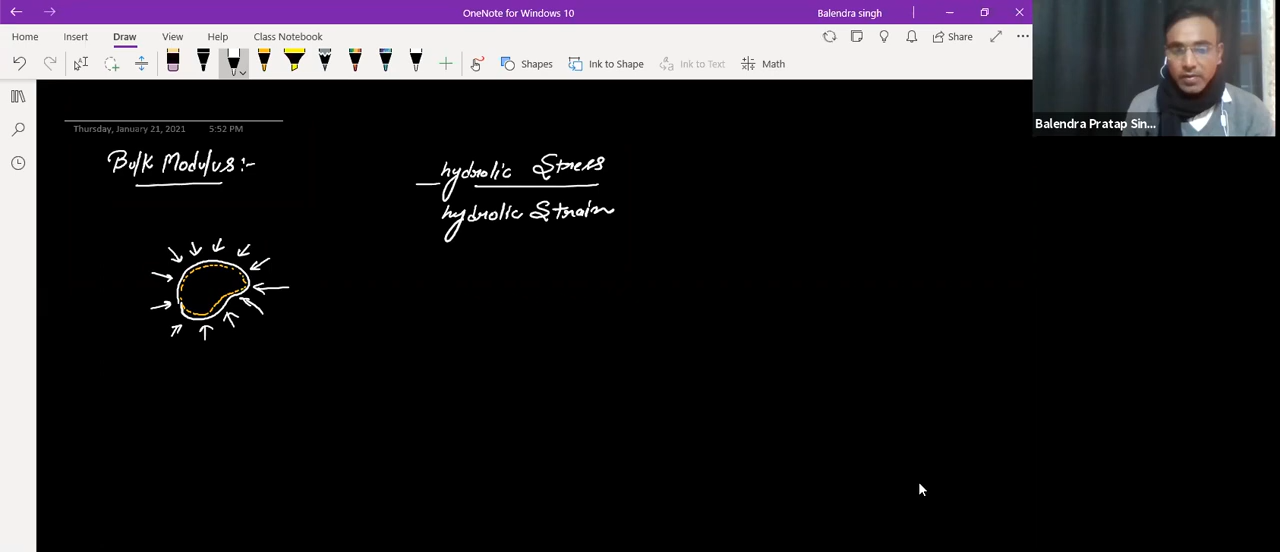 OneNote for Windows 10
Balendra singh
Home Insert Draw View Help Class Notebook
Share
Shapes Ink to Shape Ink to Text Math
Balendra Pratap Sin...
Thursday, January 21, 2021 5:52 PM
Bulk Modulus:-
hydrolic Stress
hydrolic Strain